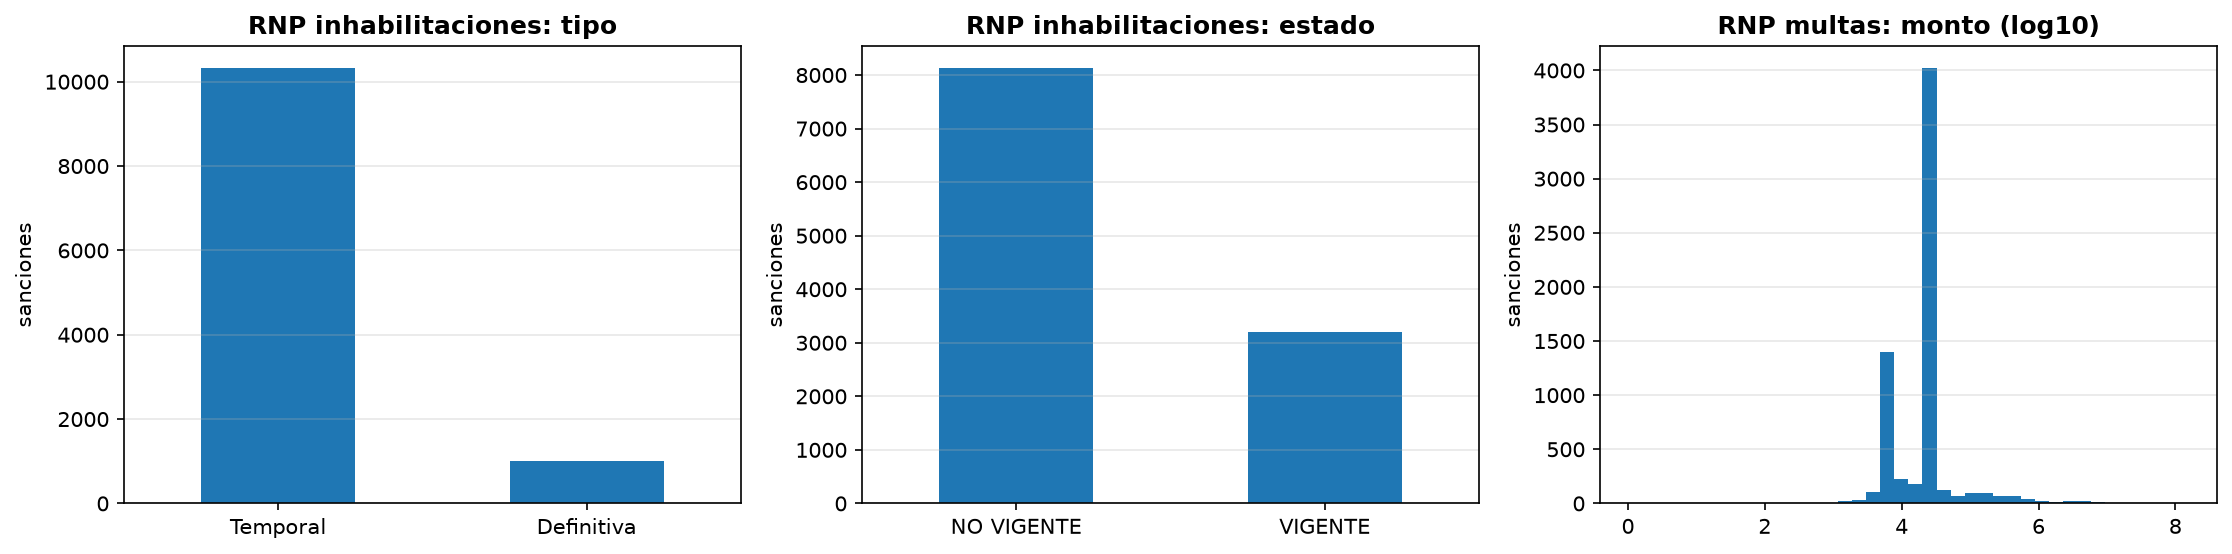 RNP inhabilitaciones: tipo
sanciones
10000
8000
6000
4000
2000
0
Temporal
Definitiva
RNP inhabilitaciones: estado
sanciones
8000
7000
6000
5000
4000
3000
2000
1000
0
NO VIGENTE
VIGENTE
RNP multas: monto (log10)
sanciones
4000
3500
3000
2500
2000
1500
1000
500
0
0
2
4
6
8